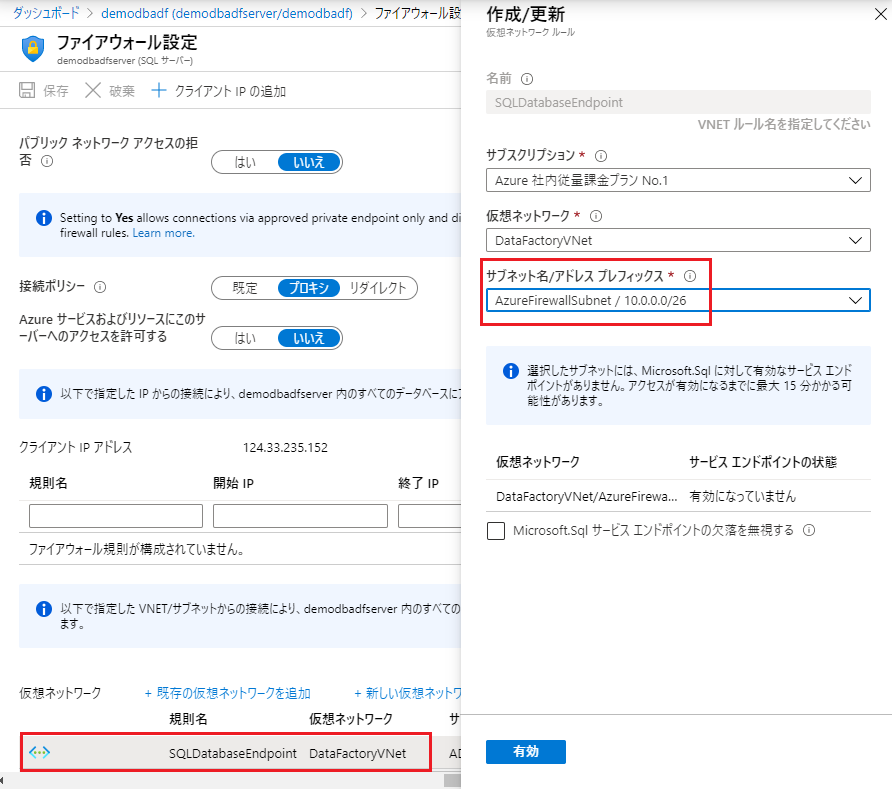 ダッシュボード > demodbadf (demodbadfserver/demodbadf) > ファイアウォール設
ファイアウォール設定
demodbadfserver (SQL サーバー)
保存 破棄 + クライアント IP の追加
パブリック ネットワーク アクセスの拒
否
はい いいえ
Setting to Yes allows connections via approved private endpoint only and di
firewall rules. Learn more.
接続ポリシー
既定 プロキシ リダイレクト
Azure サービスおよびリソースにこのサ
ーバーへのアクセスを許可する
はい いいえ
以下で指定した IP からの接続により、demodbadfserver 内のすべてのデータベースに
クライアント IP アドレス 124.33.235.152
規則名 開始 IP 終了 IP
ファイアウォール規則が構成されていません。
以下で指定した VNET/サブネットからの接続により、demodbadfserver 内のすべての
ます。
仮想ネットワーク + 既存の仮想ネットワークを追加 + 新しい仮想ネットワ
規則名 仮想ネットワーク サ
SQLDatabaseEndpoint DataFactoryVNet AD
作成/更新
仮想ネットワーク ルール
名前
SQLDatabaseEndpoint
VNET ルール名を指定してください
サブスクリプション *
Azure 社内従量課金プラン No.1
仮想ネットワーク *
DataFactoryVNet
サブネット名/アドレス プレフィックス *
AzureFirewallSubnet / 10.0.0.0/26
選択したサブネットには、Microsoft.Sql に対して有効なサービス エンド
ポイントがありません。アクセスが有効になるまでに最大 15 分かかる可
能性があります。
仮想ネットワーク サービス エンドポイントの状態
DataFactoryVNet/AzureFirewa... 有効になっていません
Microsoft.Sql サービス エンドポイントの欠落を無視する
有効